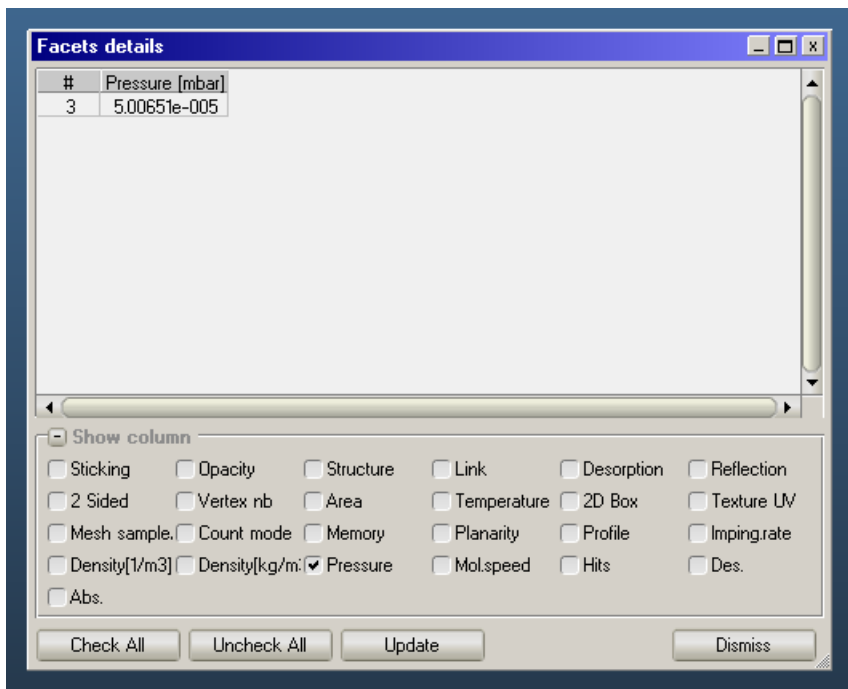 Facets details
# Pressure [mbar]
3 5.00651e-005
Show column
Sticking Opacity Structure Link Desorption Reflection
2 Sided Vertex nb Area Temperature 2D Box Texture UV
Mesh sample. Count mode Memory Planarity Profile Imping.rate
Density[1/m3] Density[kg/m Pressure Mol.speed Hits Des.
Abs.
Check All Uncheck All Update Dismiss